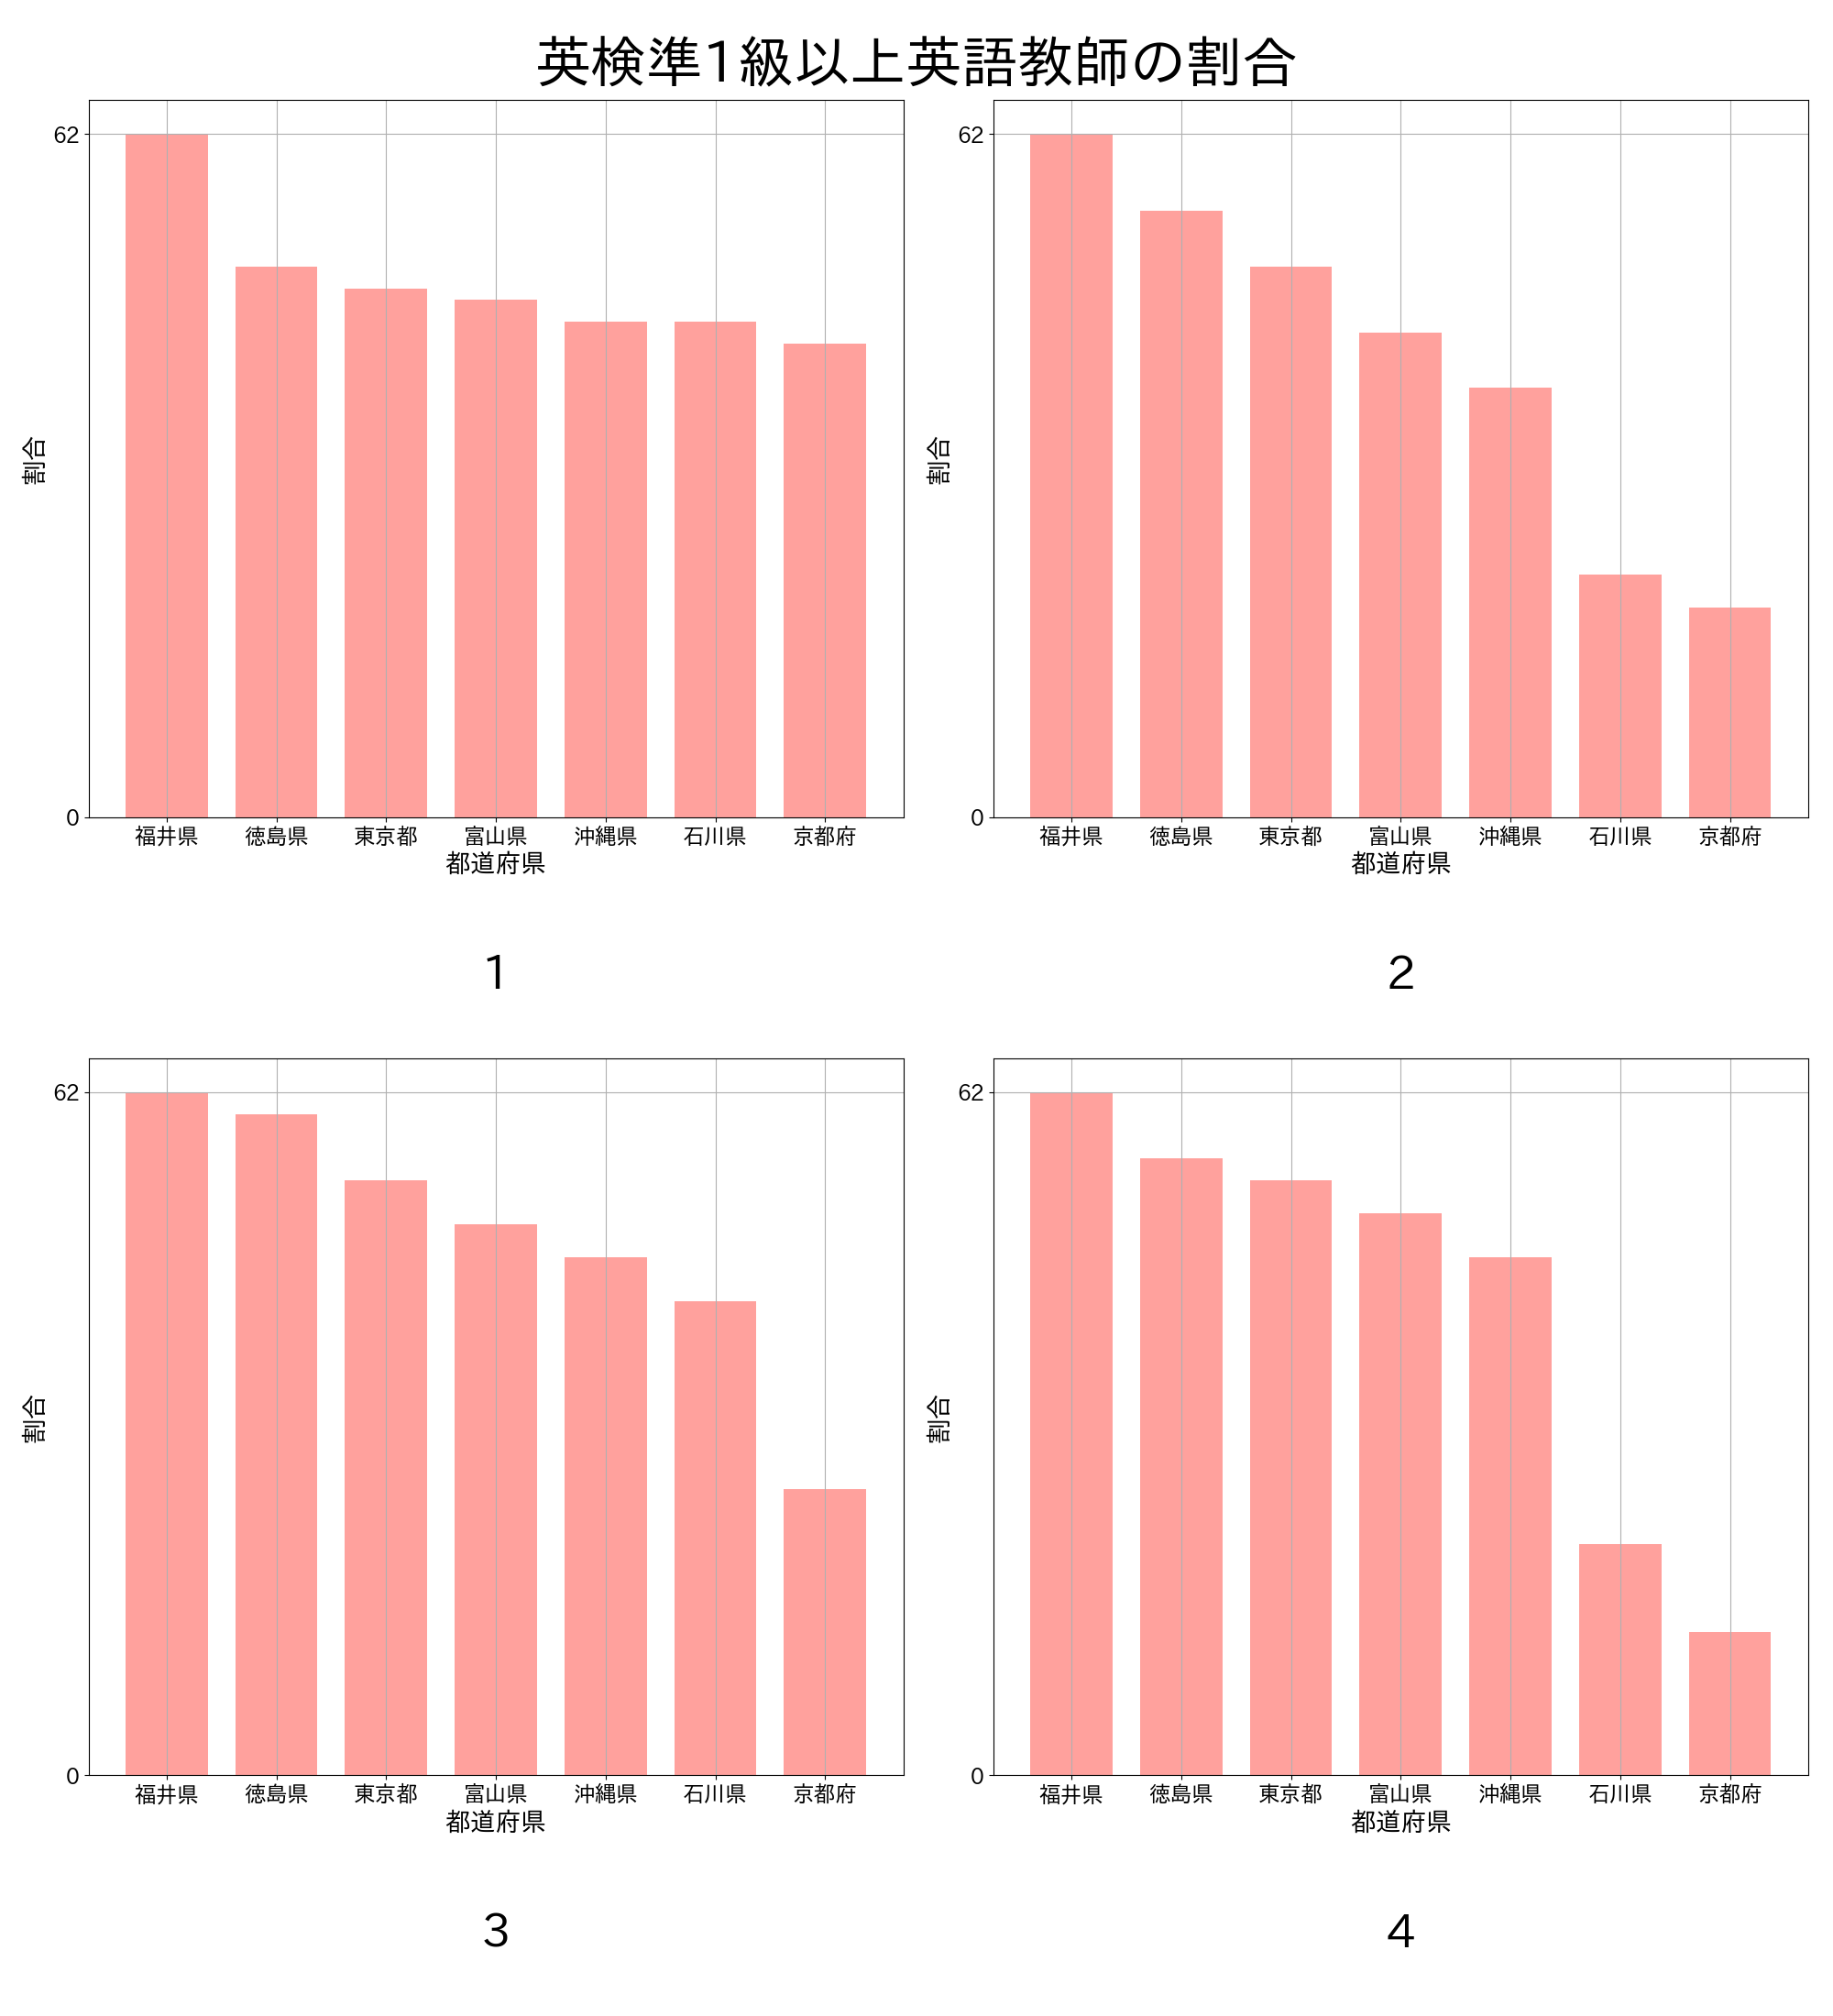 英検準1級以上英語教師の割合
62
0
割合
福井県 徳島県 東京都 富山県 沖縄県 石川県 京都府
都道府県
1
62
0
割合
福井県 徳島県 東京都 富山県 沖縄県 石川県 京都府
都道府県
2
62
0
割合
福井県 徳島県 東京都 富山県 沖縄県 石川県 京都府
都道府県
3
62
0
割合
福井県 徳島県 東京都 富山県 沖縄県 石川県 京都府
都道府県
4